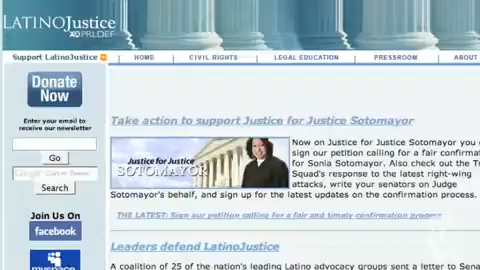 LATINOJustice
PRLDEF
Support LatinoJustice
HOME
CIVIL RIGHTS
LEGAL EDUCATION
PRESSROOM
ABOUT
Donate
Now
Enter your email to
receive our newsletter
Go
Search
Join Us On
facebook
myspace
Take action to support Justice for Justice Sotomayor
Justice for Justice
SOTOMAYOR
Now on Justice for Justice Sotomayor you
sign our petition calling for a fair confirmat
for Sonia Sotomayor. Also check out the Tr
Squad's response to the latest right-wing
attacks, write your senators on Judge
Sotomayor's behalf, and sign up for the latest updates on the confirmation process.
THE LATEST: Sign our petition calling for a fair and timely confirmation process
Leaders defend LatinoJustice
A coalition of 25 of the nation's leading Latino advocacy groups sent a letter to Sena